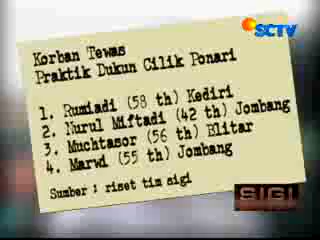 SCTV
Korban Tewas
Praktik Dukun Cilik Ponari
1. Rumiadi (58 th) Kediri
2. Nurul Miftadi (42 th) Jombang
3. Muchtasor (56 th) Blitar
4. Marwi (55 th) Jombang
Sumber : riset tim sigi
SIGI